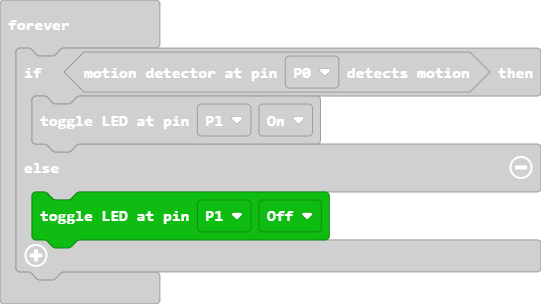 forever
if motion detector at pin P0 detects motion then
toggle LED at pin P1 On
else
toggle LED at pin P1 Off